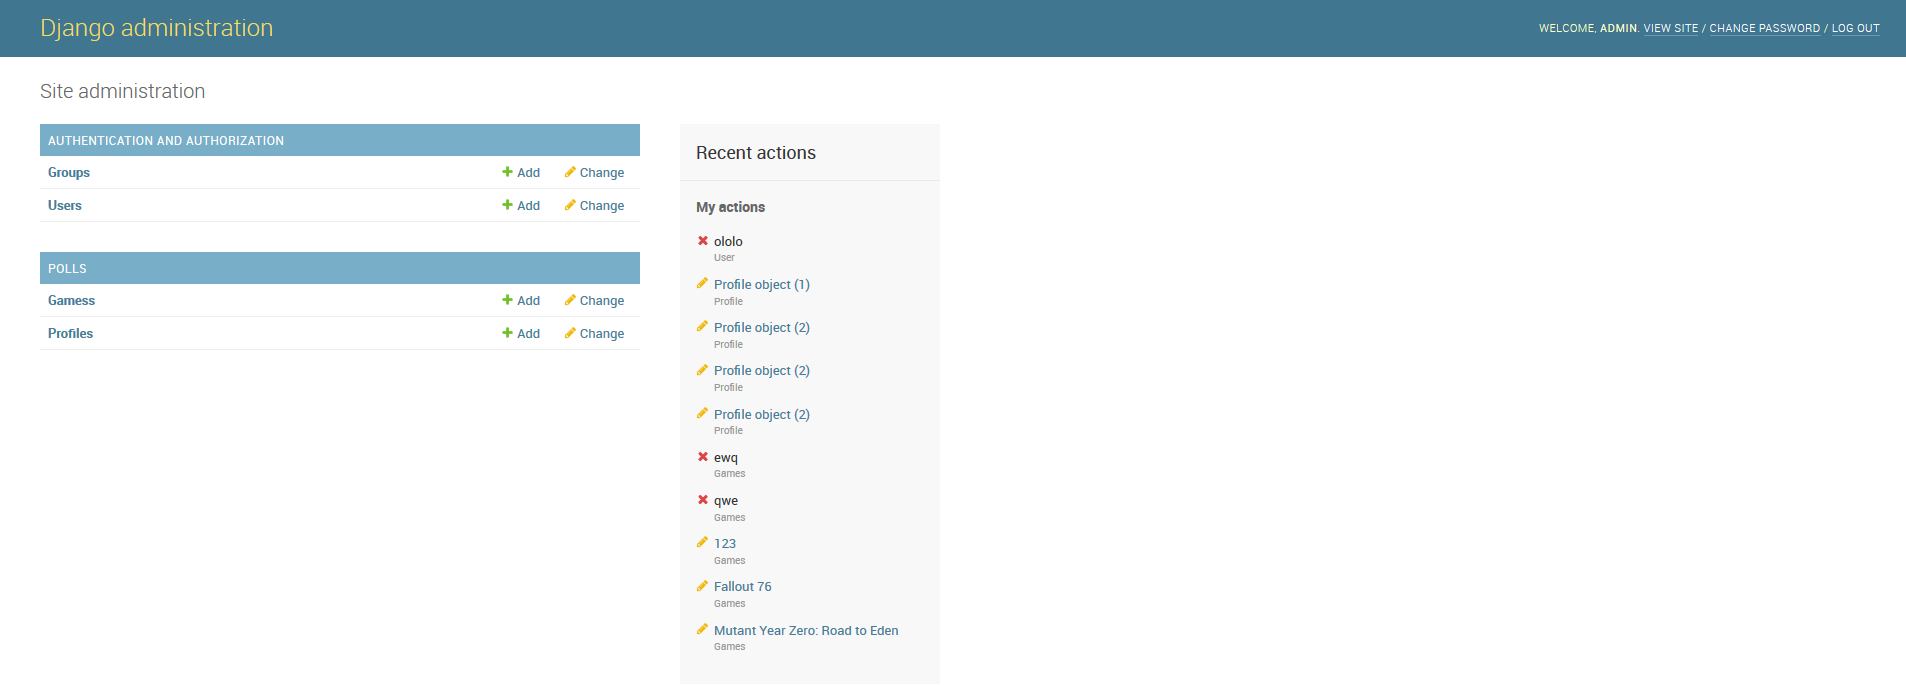 Django administration
WELCOME, ADMIN. VIEW SITE / CHANGE PASSWORD / LOG OUT
Site administration
AUTHENTICATION AND AUTHORIZATION
Groups Add Change
Users Add Change
POLLS
Gamess Add Change
Profiles Add Change
Recent actions
My actions
ololo
User
Profile object (1)
Profile
Profile object (2)
Profile
Profile object (2)
Profile
Profile object (2)
Profile
ewq
Games
qwe
Games
123
Games
Fallout 76
Games
Mutant Year Zero: Road to Eden
Games